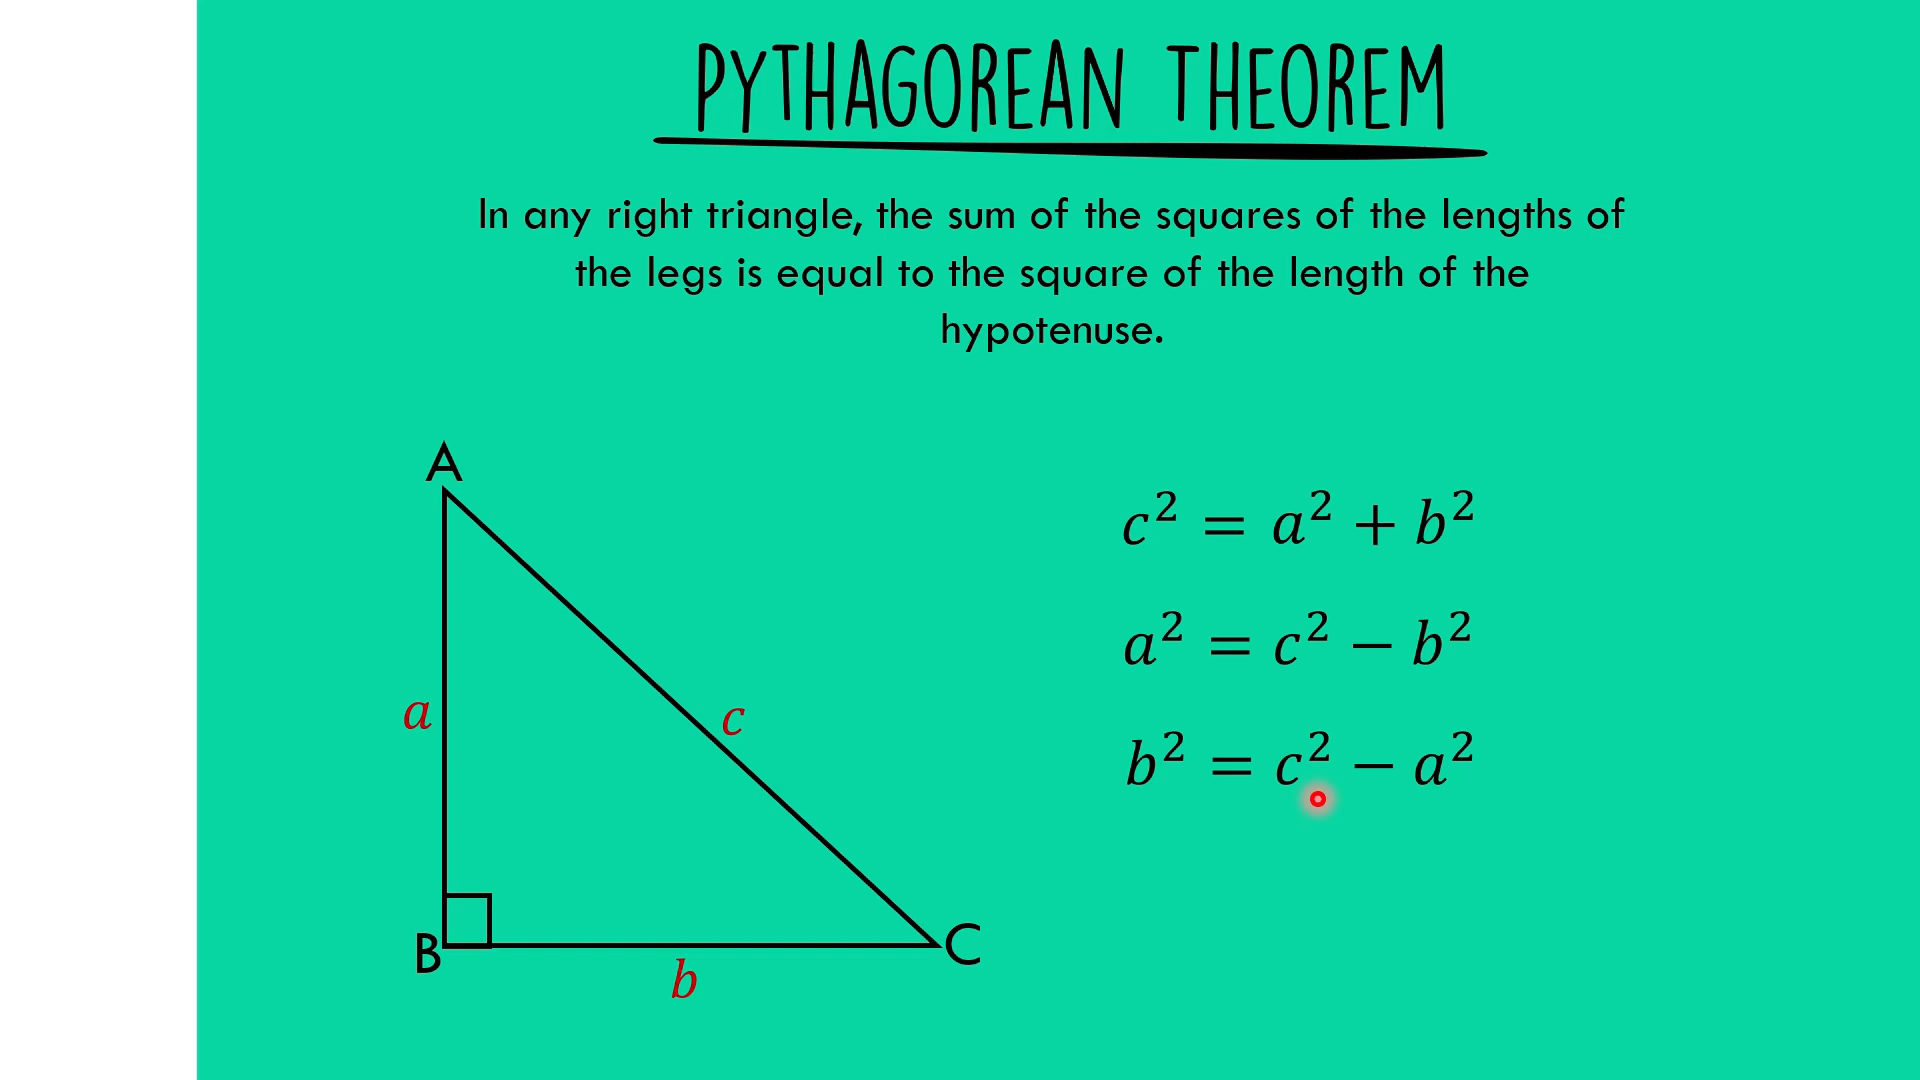 PYTHAGOREAN THEOREM
In any right triangle, the sum of the squares of the lengths of
the legs is equal to the square of the length of the
hypotenuse.
A
a
c
B
b
C
c² = a² + b²
a² = c² − b²
b² = c² − a²